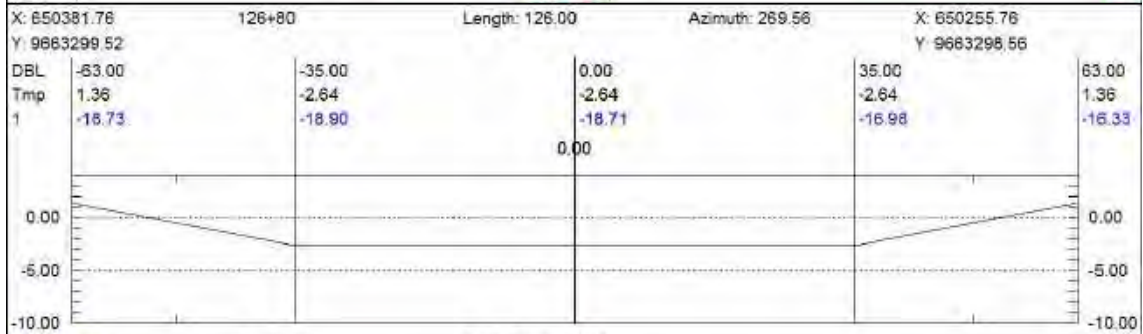 X: 650381.76 126+80 Length: 126.00 Azimuth: 269.56 X: 650255.76
Y: 9663299.52 Y: 9663298.56
DBL -63.00 -35.00 0.00 35.00 63.00
Tmp 1.36 -2.64 -2.64 -2.64 1.36
1 -18.73 -18.90 -18.71 -16.98 -16.33
0.00
0.00 0.00
-5.00 -5.00
-10.00 -10.00